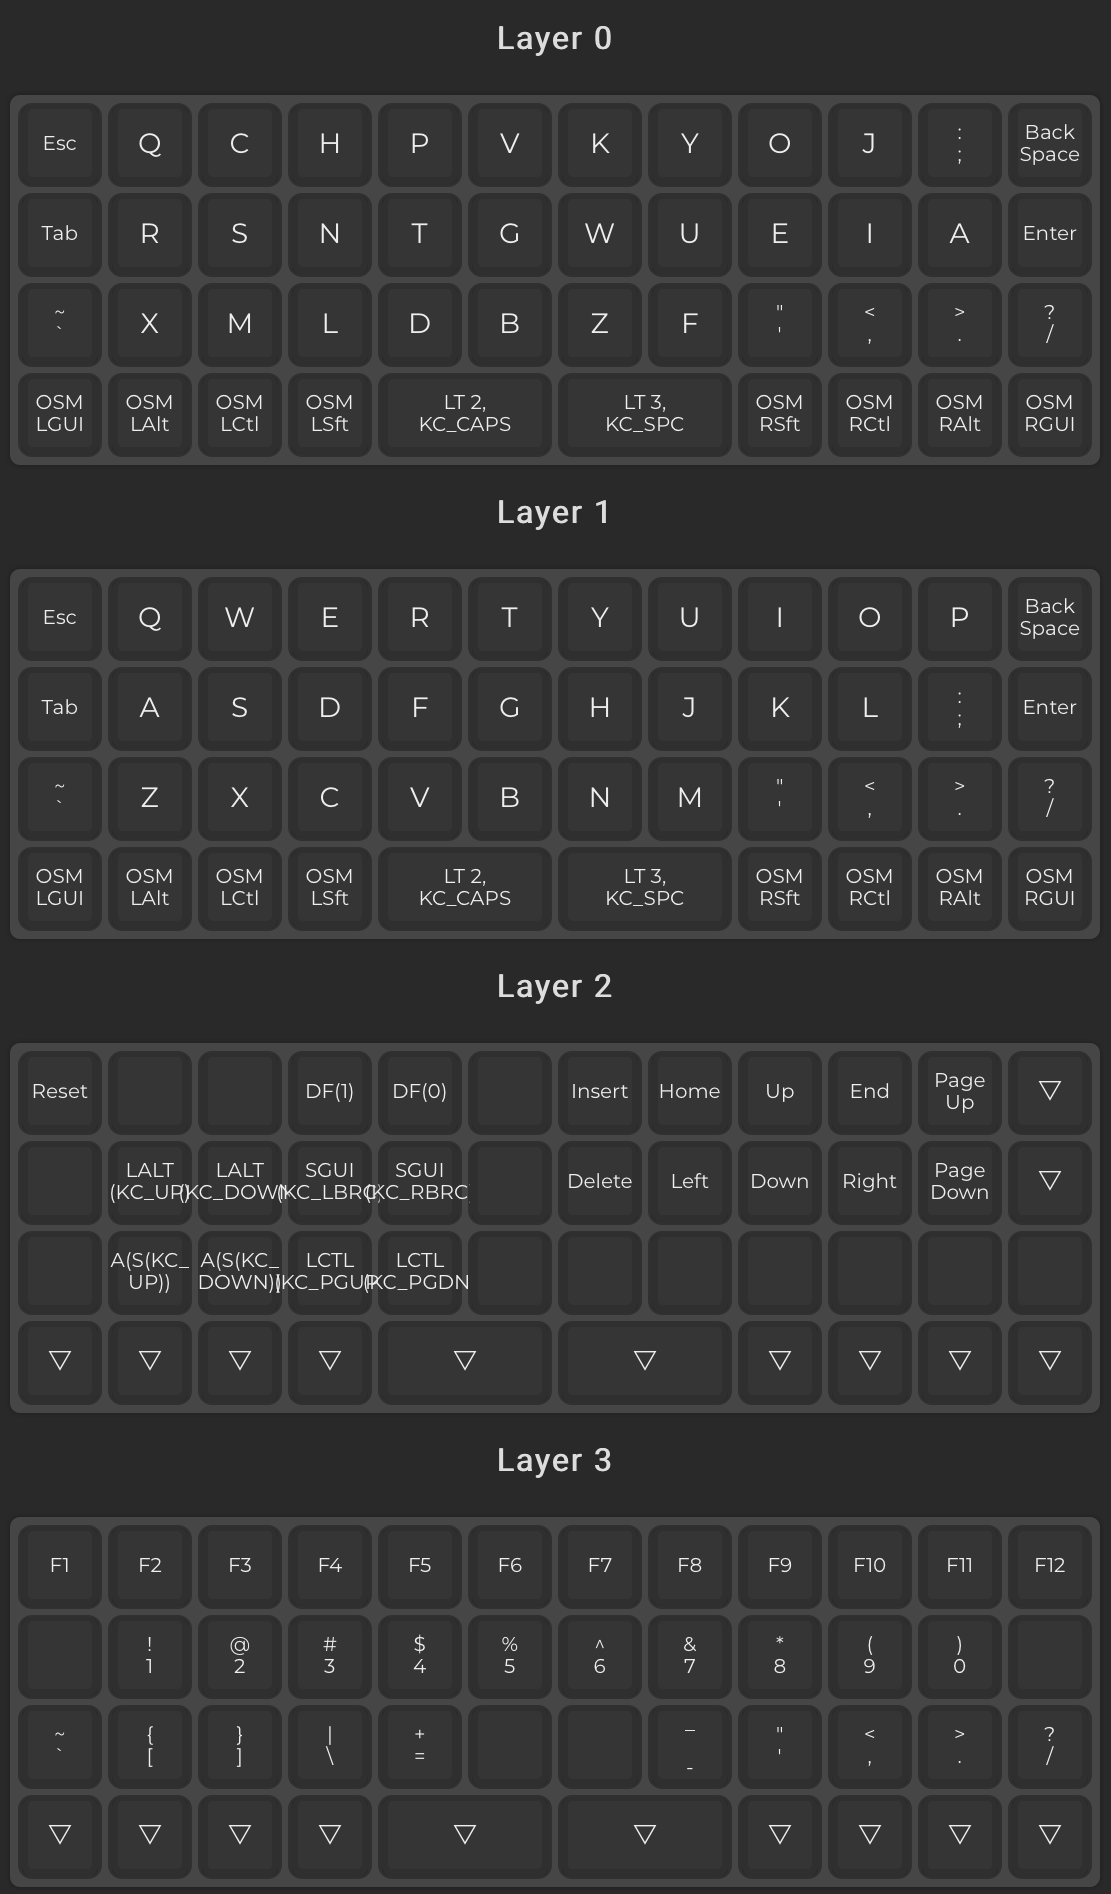 Layer 0
Esc Q C H P V K Y O J : ; Back Space
Tab R S N T G W U E I A Enter
~ ` X M L D B Z F " ' < , > . ? /
OSM LGUI OSM LAlt OSM LCtl OSM LSft LT 2, KC_CAPS LT 3, KC_SPC OSM RSft OSM RCtl OSM RAlt OSM RGUI
Layer 1
Esc Q W E R T Y U I O P Back Space
Tab A S D F G H J K L : ; Enter
~ ` Z X C V B N M " ' < , > . ? /
OSM LGUI OSM LAlt OSM LCtl OSM LSft LT 2, KC_CAPS LT 3, KC_SPC OSM RSft OSM RCtl OSM RAlt OSM RGUI
Layer 2
Reset DF(1) DF(0) Insert Home Up End Page Up ▽
LALT (KC_UP) LALT (KC_DOWN) SGUI (KC_LBRC) SGUI (KC_RBRC) Delete Left Down Right Page Down ▽
A(S(KC_ UP)) A(S(KC_ DOWN)) LCTL (KC_PGUP) LCTL (KC_PGDN
▽ ▽ ▽ ▽ ▽ ▽ ▽ ▽ ▽ ▽
Layer 3
F1 F2 F3 F4 F5 F6 F7 F8 F9 F10 F11 F12
! 1 @ 2 # 3 $ 4 % 5 ^ 6 & 7 * 8 ( 9 ) 0
~ ` { [ } ] | \ + = _ - " ' < , > . ? /
▽ ▽ ▽ ▽ ▽ ▽ ▽ ▽ ▽ ▽